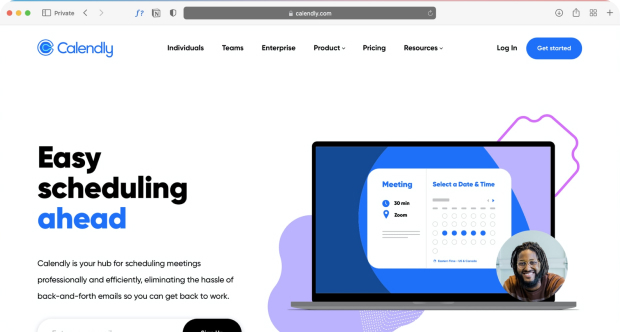 Private
calendly.com
Calendly
Individuals
Teams
Enterprise
Product
Pricing
Resources
Log In
Get started
Easy
scheduling
ahead
Calendly is your hub for scheduling meetings
professionally and efficiently, eliminating the hassle of
back-and-forth emails so you can get back to work.
Meeting
30 min
Zoom
Select a Date & Time